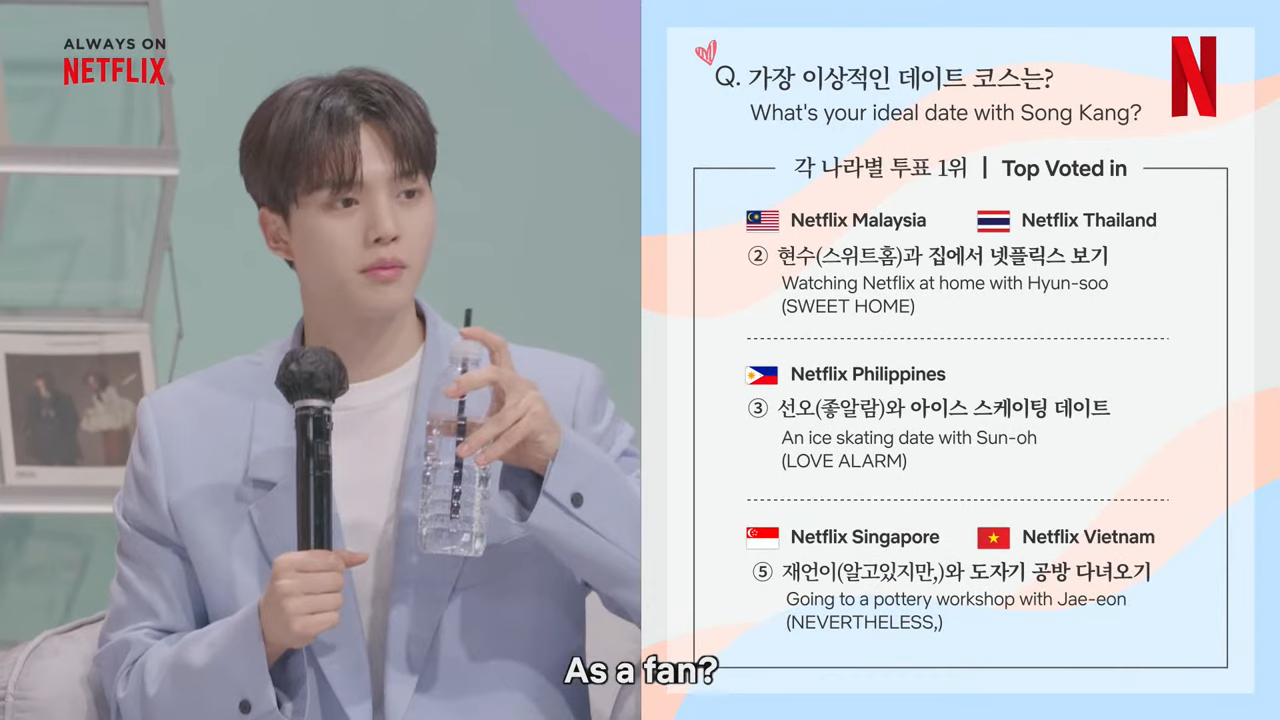 ALWAYS ON
NETFLIX
Q. 가장 이상적인 데이트 코스는?
What's your ideal date with Song Kang?
각 나라별 투표 1위 | Top Voted in
Netflix Malaysia
Netflix Thailand
② 현수(스위트홈)과 집에서 넷플릭스 보기
Watching Netflix at home with Hyun-soo
(SWEET HOME)
Netflix Philippines
③ 선오(좋알람)와 아이스 스케이팅 데이트
An ice skating date with Sun-oh
(LOVE ALARM)
Netflix Singapore
Netflix Vietnam
⑤ 재언이(알고있지만,)와 도자기 공방 다녀오기
Going to a pottery workshop with Jae-eon
(NEVERTHELESS,)
As a fan?